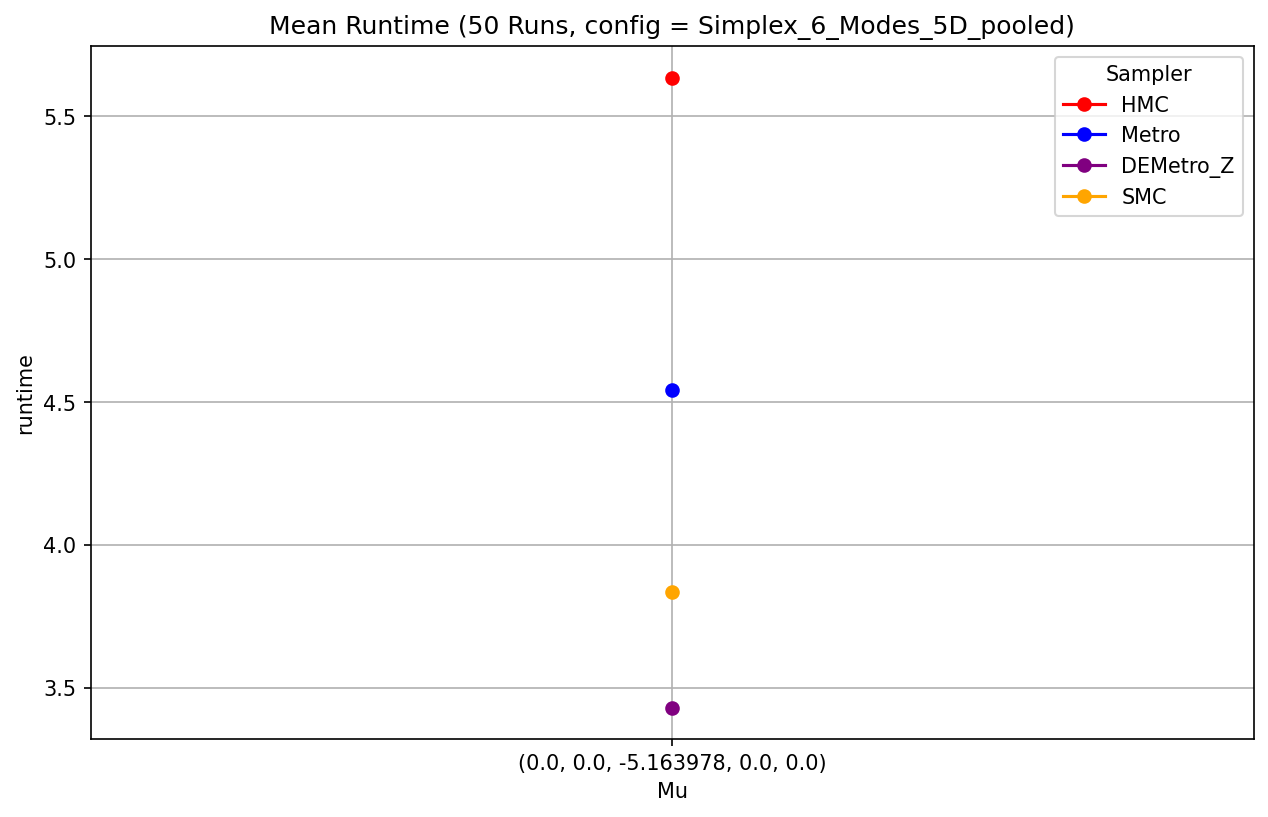 Mean Runtime (50 Runs, config = Simplex_6_Modes_5D_pooled)
Sampler
HMC
Metro
DEMetro_Z
SMC
5.5
5.0
4.5
4.0
3.5
runtime
(0.0, 0.0, -5.163978, 0.0, 0.0)
Mu